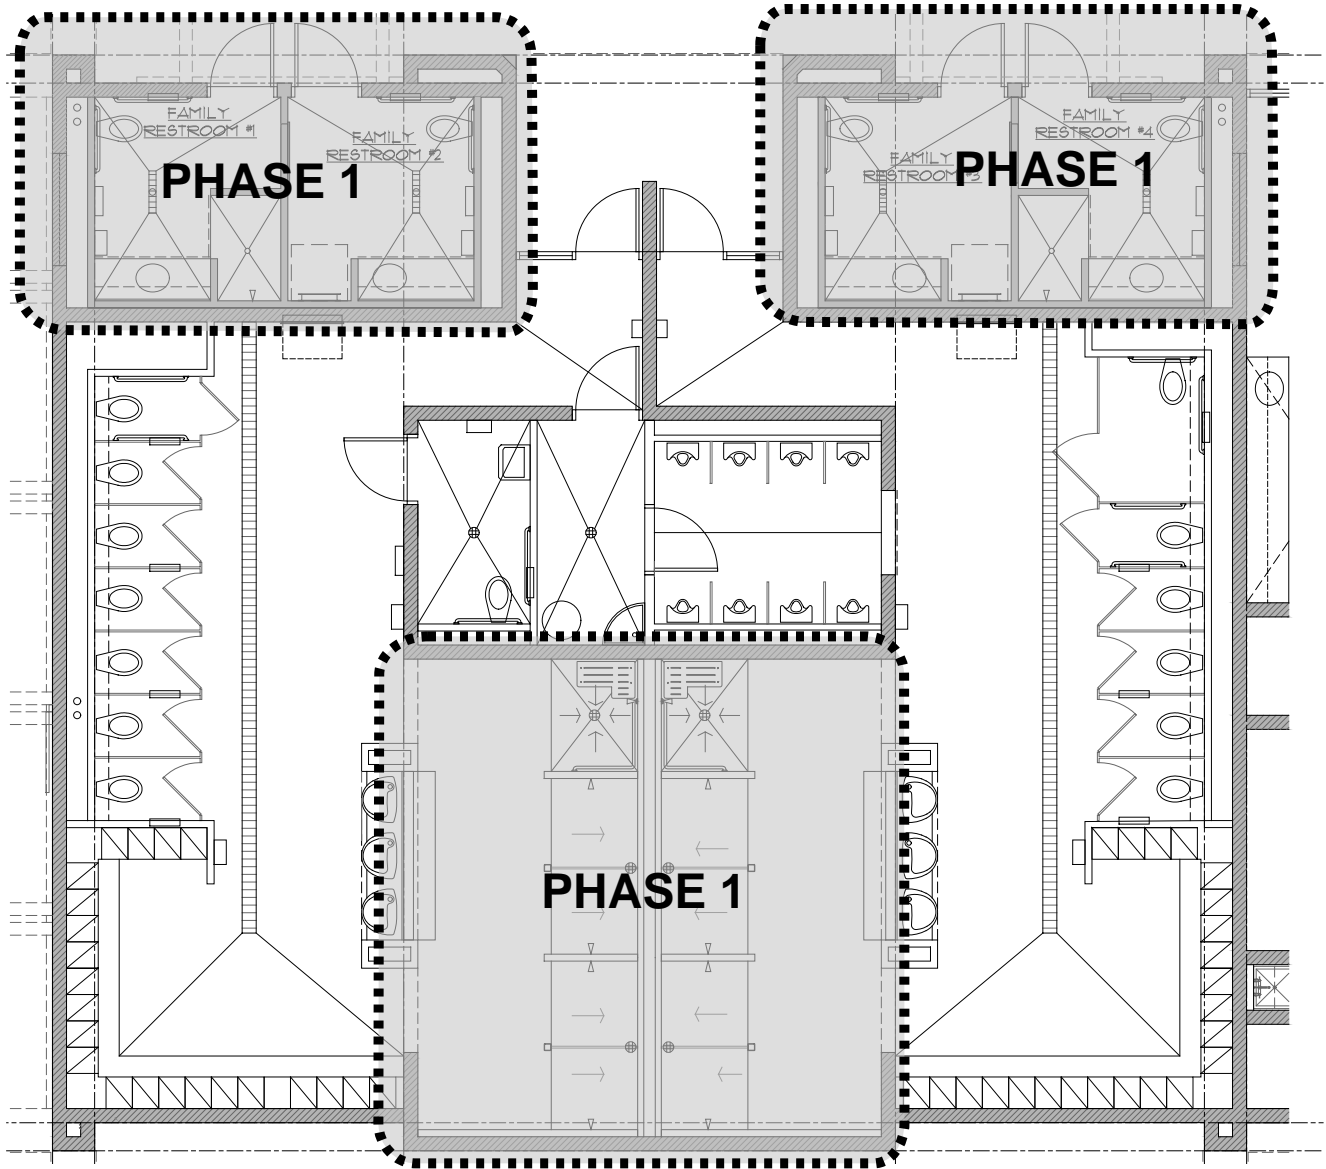 FAMILY
RESTROOM #1
FAMILY
RESTROOM #2
PHASE 1
FAMILY
RESTROOM #3
FAMILY
RESTROOM #4
PHASE 1
PHASE 1